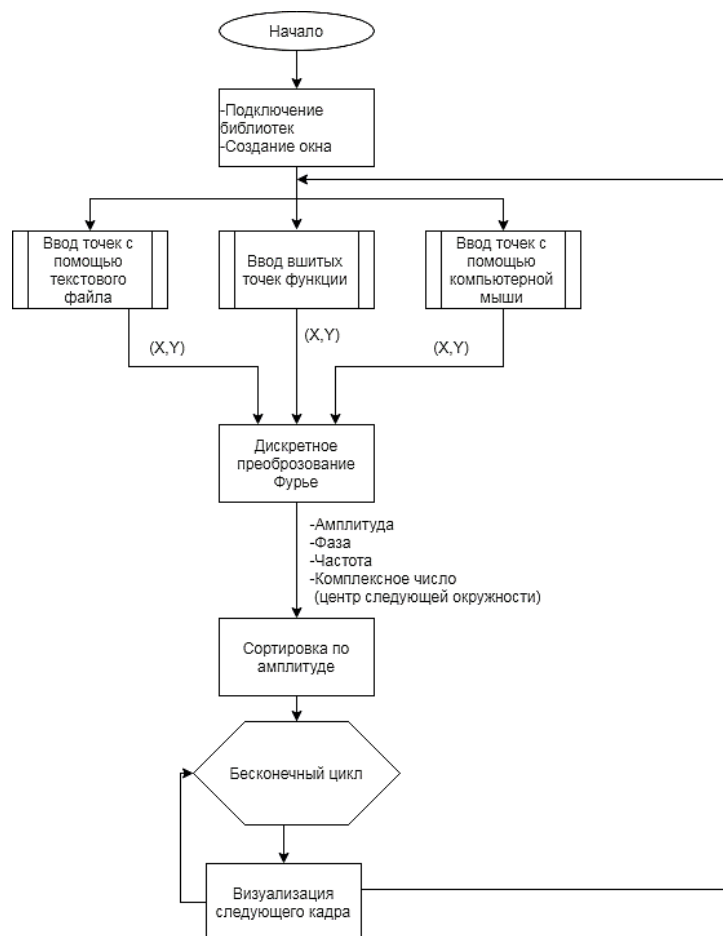 Начало
-Подключение
библиотек
-Создание окна
Ввод точек с
помощью
текстового
файла
Ввод вшитых
точек функции
Ввод точек с
помощью
компьютерной
мыши
(X,Y)
(X,Y)
(X,Y)
Дискретное
преоброзование
Фурье
-Амплитуда
-Фаза
-Частота
-Комплексное число
(центр следующей окружности)
Сортировка по
амплитуде
Бесконечный цикл
Визуализация
следующего кадра